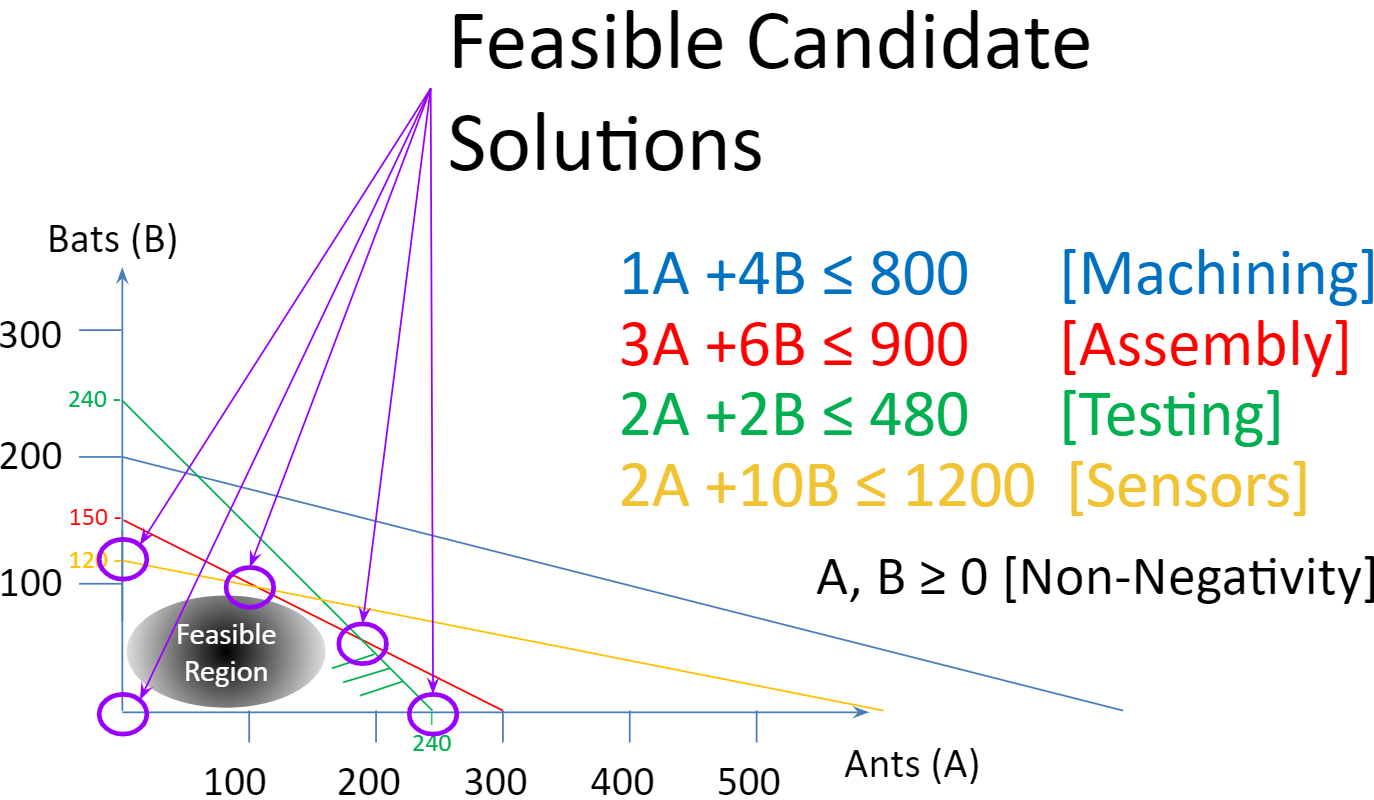 Feasible Candidate
Solutions
Bats (B)
1A +4B ≤ 800 [Machining]
3A +6B ≤ 900 [Assembly]
2A +2B ≤ 480 [Testing]
2A +10B ≤ 1200 [Sensors]
A, B ≥ 0 [Non-Negativity]
300
240
200
150
120
100
Feasible
Region
240
100 200 300 400 500
Ants (A)